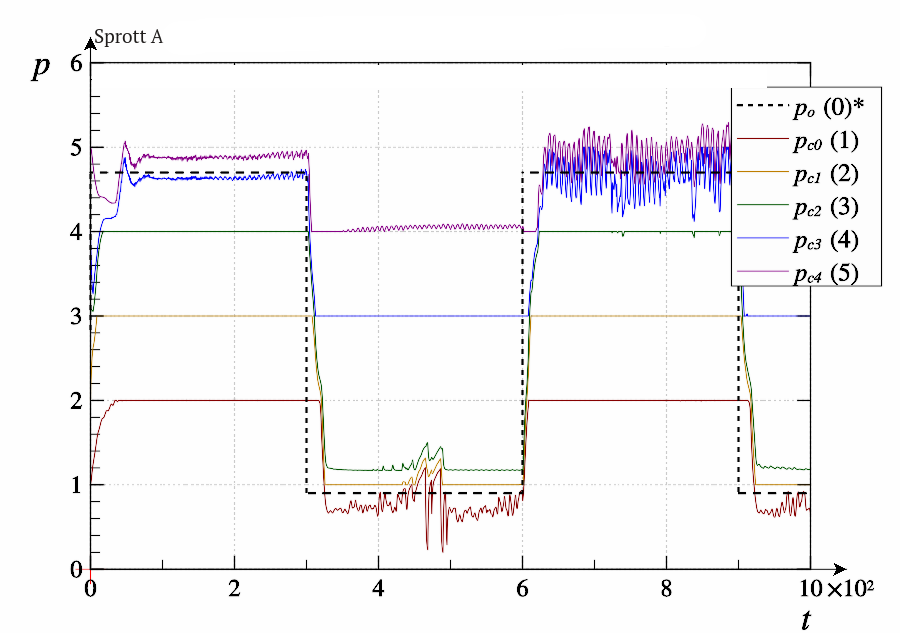 Sprott A
p
6
5
4
3
2
1
0
0 2 4 6 8 10×10²
t
pₒ (0)*
p_c0 (1)
p_c1 (2)
p_c2 (3)
p_c3 (4)
p_c4 (5)